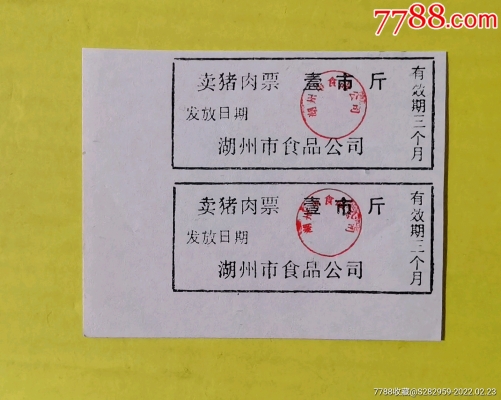 7788.com
卖猪肉票 壹市斤
发放日期
湖州市食品公司
有效期三个月
卖猪肉票 壹市斤
发放日期
湖州市食品公司
有效期三个月
7788收藏@S282959-2022.02.23